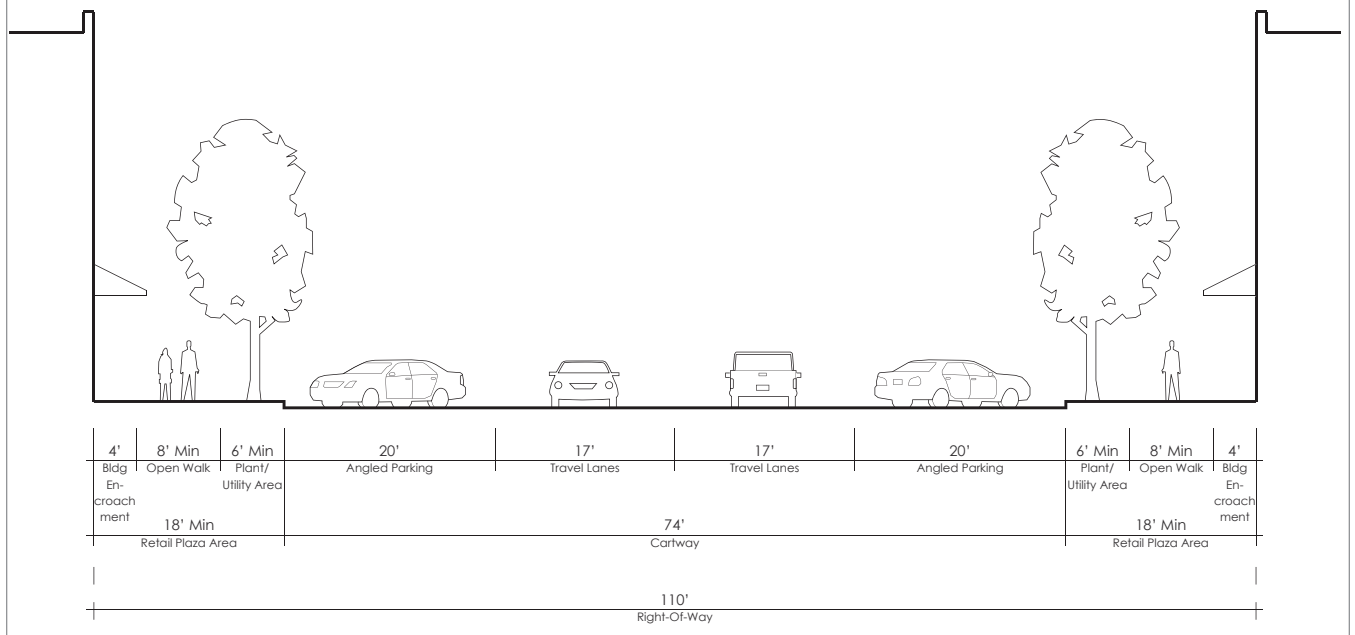 4’ 8’ Min 6’ Min 20’ 17’ 17’ 20’ 6’ Min 8’ Min 4’
Bldg Open Walk Plant/ Angled Parking Travel Lanes Travel Lanes Angled Parking Plant/ Open Walk Bldg
En- Utility Area Utility Area En-
croach croach
ment ment
18’ Min 74’ 18’ Min
Retail Plaza Area Cartway Retail Plaza Area
110’
Right-Of-Way